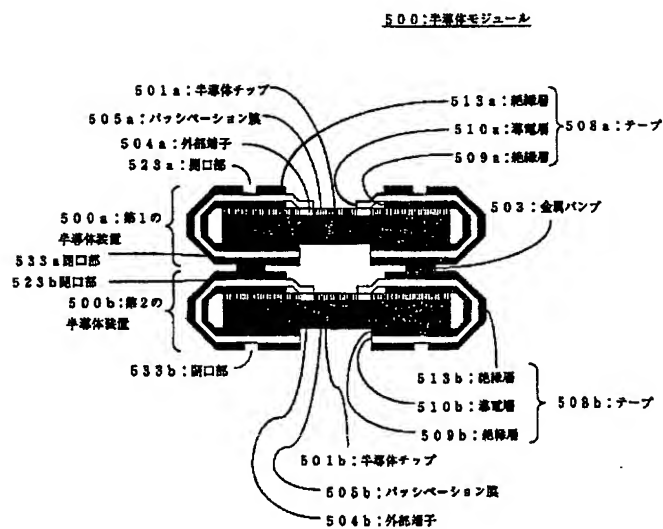 500:半導体モジュール
501a:半導体チップ
505a:パッシベーション膜
504a:外部端子
523a:開口部
513a:絶縁層
510a:導電層
509a:絶縁層
508a:テープ
500a:第1の
半導体装置
503:金属バンプ
533a開口部
523b開口部
500b:第2の
半導体装置
533b:開口部
513b:絶縁層
510b:導電層
509b:絶縁層
508b:テープ
501b:半導体チップ
505b:パッシベーション膜
504b:外部端子